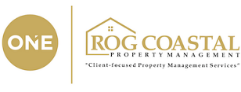 ONE
ROG COASTAL
PROPERTY MANAGEMENT
"Client-focused Property Management Services"